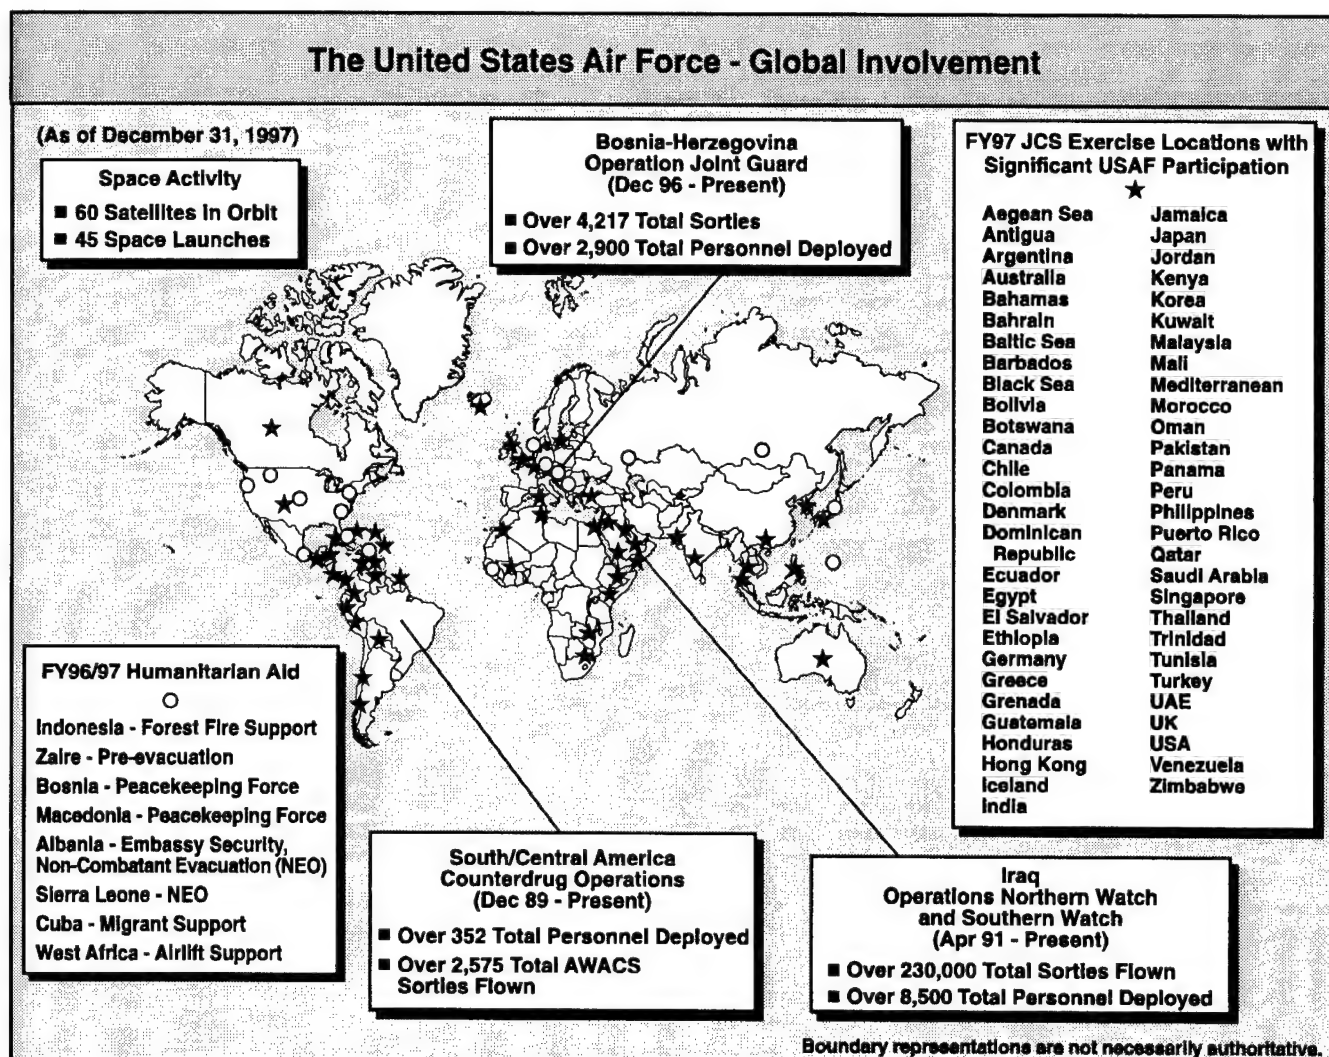 The United States Air Force - Global Involvement
(As of December 31, 1997)
Space Activity
■ 60 Satellites in Orbit
■ 45 Space Launches
Bosnia-Herzegovina
Operation Joint Guard
(Dec 96 - Present)
■ Over 4,217 Total Sorties
■ Over 2,900 Total Personnel Deployed
FY97 JCS Exercise Locations with
Significant USAF Participation
★
Aegean Sea
Antigua
Argentina
Australia
Bahamas
Bahrain
Baltic Sea
Barbados
Black Sea
Bolivia
Botswana
Canada
Chile
Colombia
Denmark
Dominican
Republic
Ecuador
Egypt
El Salvador
Ethiopia
Germany
Greece
Grenada
Guatemala
Honduras
Hong Kong
Iceland
India
Jamaica
Japan
Jordan
Kenya
Korea
Kuwait
Malaysia
Mali
Mediterranean
Morocco
Oman
Pakistan
Panama
Peru
Philippines
Puerto Rico
Qatar
Saudi Arabia
Singapore
Thailand
Trinidad
Tunisia
Turkey
UAE
UK
USA
Venezuela
Zimbabwe
FY96/97 Humanitarian Aid
○
Indonesia - Forest Fire Support
Zaire - Pre-evacuation
Bosnia - Peacekeeping Force
Macedonia - Peacekeeping Force
Albania - Embassy Security,
Non-Combatant Evacuation (NEO)
Sierra Leone - NEO
Cuba - Migrant Support
West Africa - Airlift Support
South/Central America
Counterdrug Operations
(Dec 89 - Present)
■ Over 352 Total Personnel Deployed
■ Over 2,575 Total AWACS
Sorties Flown
Iraq
Operations Northern Watch
and Southern Watch
(Apr 91 - Present)
■ Over 230,000 Total Sorties Flown
■ Over 8,500 Total Personnel Deployed
Boundary representations are not necessarily authoritative.